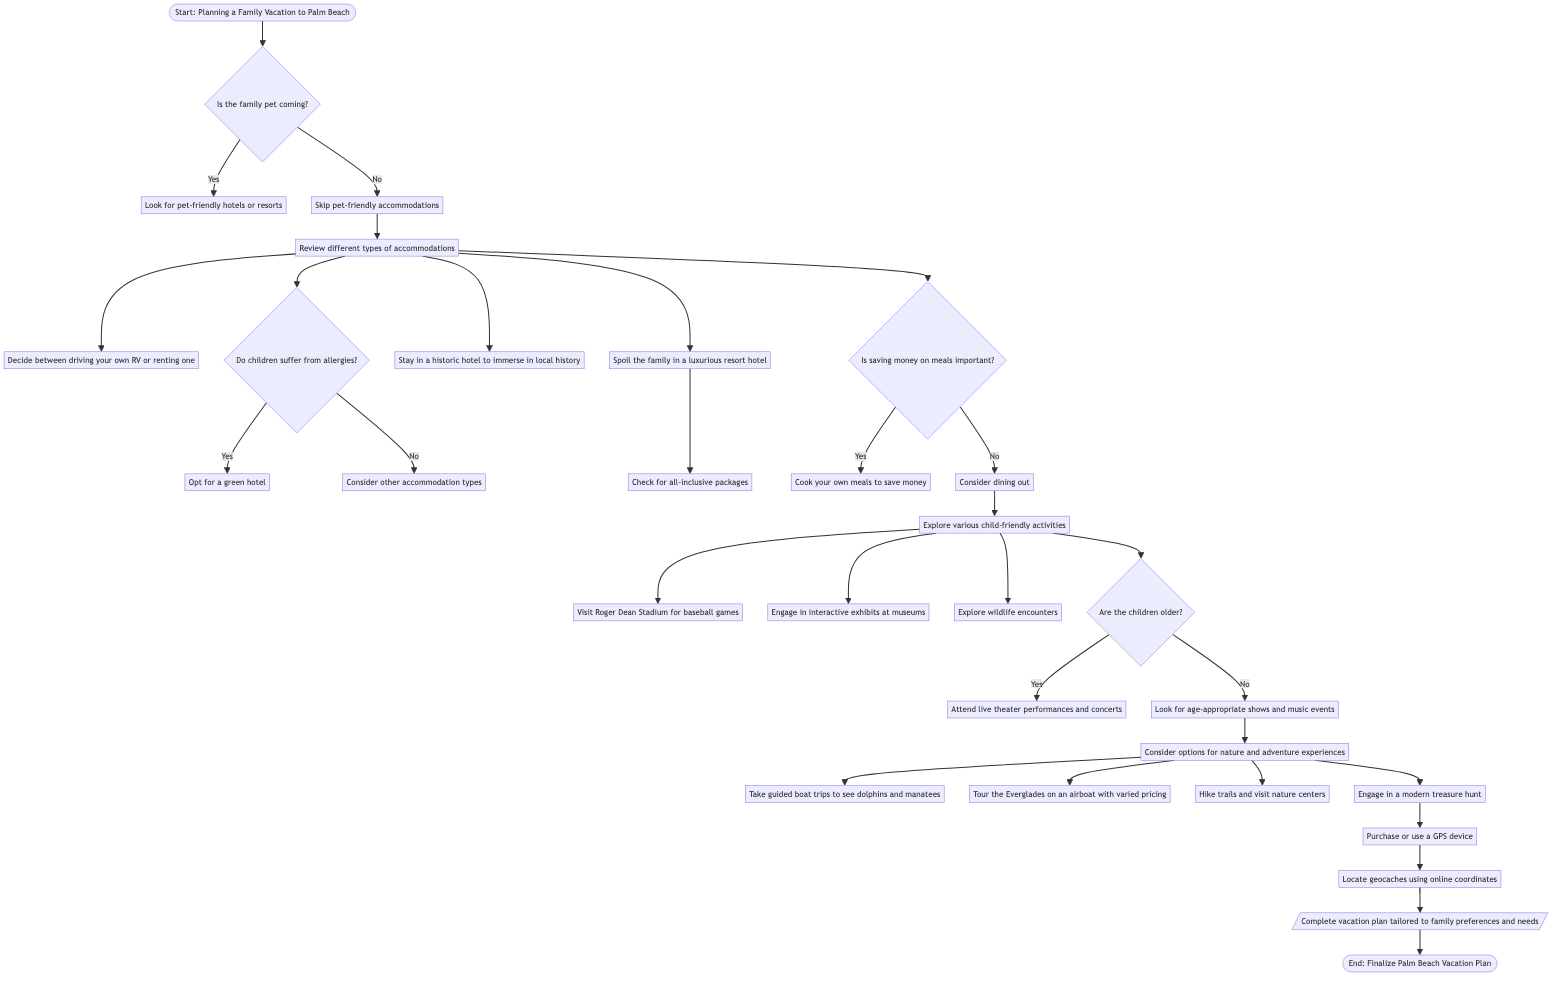 Start: Planning a Family Vacation to Palm Beach
Is the family pet coming?
Yes
No
Look for pet-friendly hotels or resorts
Skip pet-friendly accommodations
Review different types of accommodations
Decide between driving your own RV or renting one
Do children suffer from allergies?
Stay in a historic hotel to immerse in local history
Spoil the family in a luxurious resort hotel
Is saving money on meals important?
Yes
No
Yes
No
Opt for a green hotel
Consider other accommodation types
Check for all-inclusive packages
Cook your own meals to save money
Consider dining out
Explore various child-friendly activities
Visit Roger Dean Stadium for baseball games
Engage in interactive exhibits at museums
Explore wildlife encounters
Are the children older?
Yes
No
Attend live theater performances and concerts
Look for age-appropriate shows and music events
Consider options for nature and adventure experiences
Take guided boat trips to see dolphins and manatees
Tour the Everglades on an airboat with varied pricing
Hike trails and visit nature centers
Engage in a modern treasure hunt
Purchase or use a GPS device
Locate geocaches using online coordinates
Complete vacation plan tailored to family preferences and needs
End: Finalize Palm Beach Vacation Plan